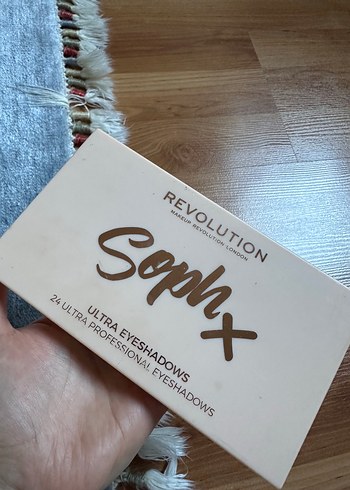 REVOLUTION
MAKEUP REVOLUTION LONDON
Soph
x
ULTRA EYESHADOWS
24 ULTRA PROFESSIONAL EYESHADOWS